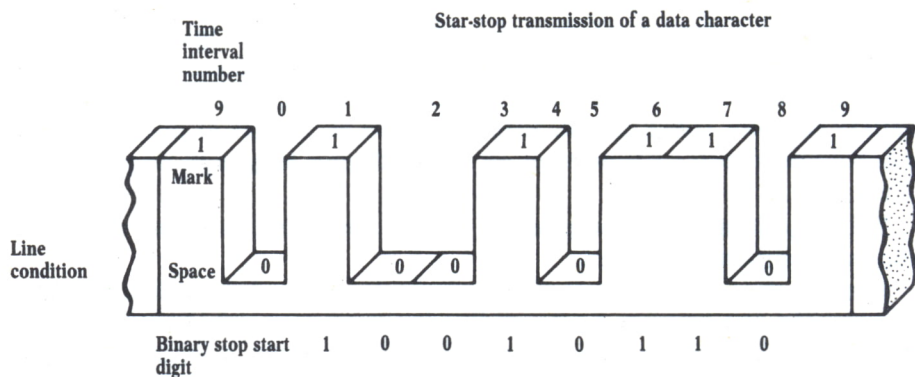 Star-stop transmission of a data character
Time
interval
number
9 0 1 2 3 4 5 6 7 8 9
1 1 1 1 1 1
Mark
Line
condition
Space 0 0 0 0 0
Binary stop start 1 0 0 1 0 1 1 0
digit